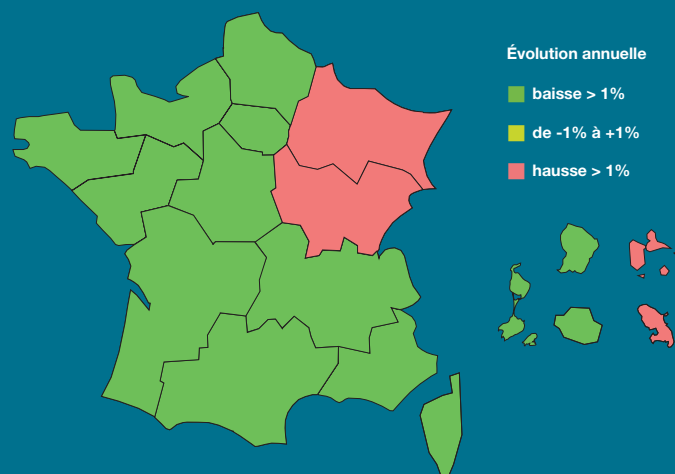 Évolution annuelle
baisse > 1%
de -1% à +1%
hausse > 1%